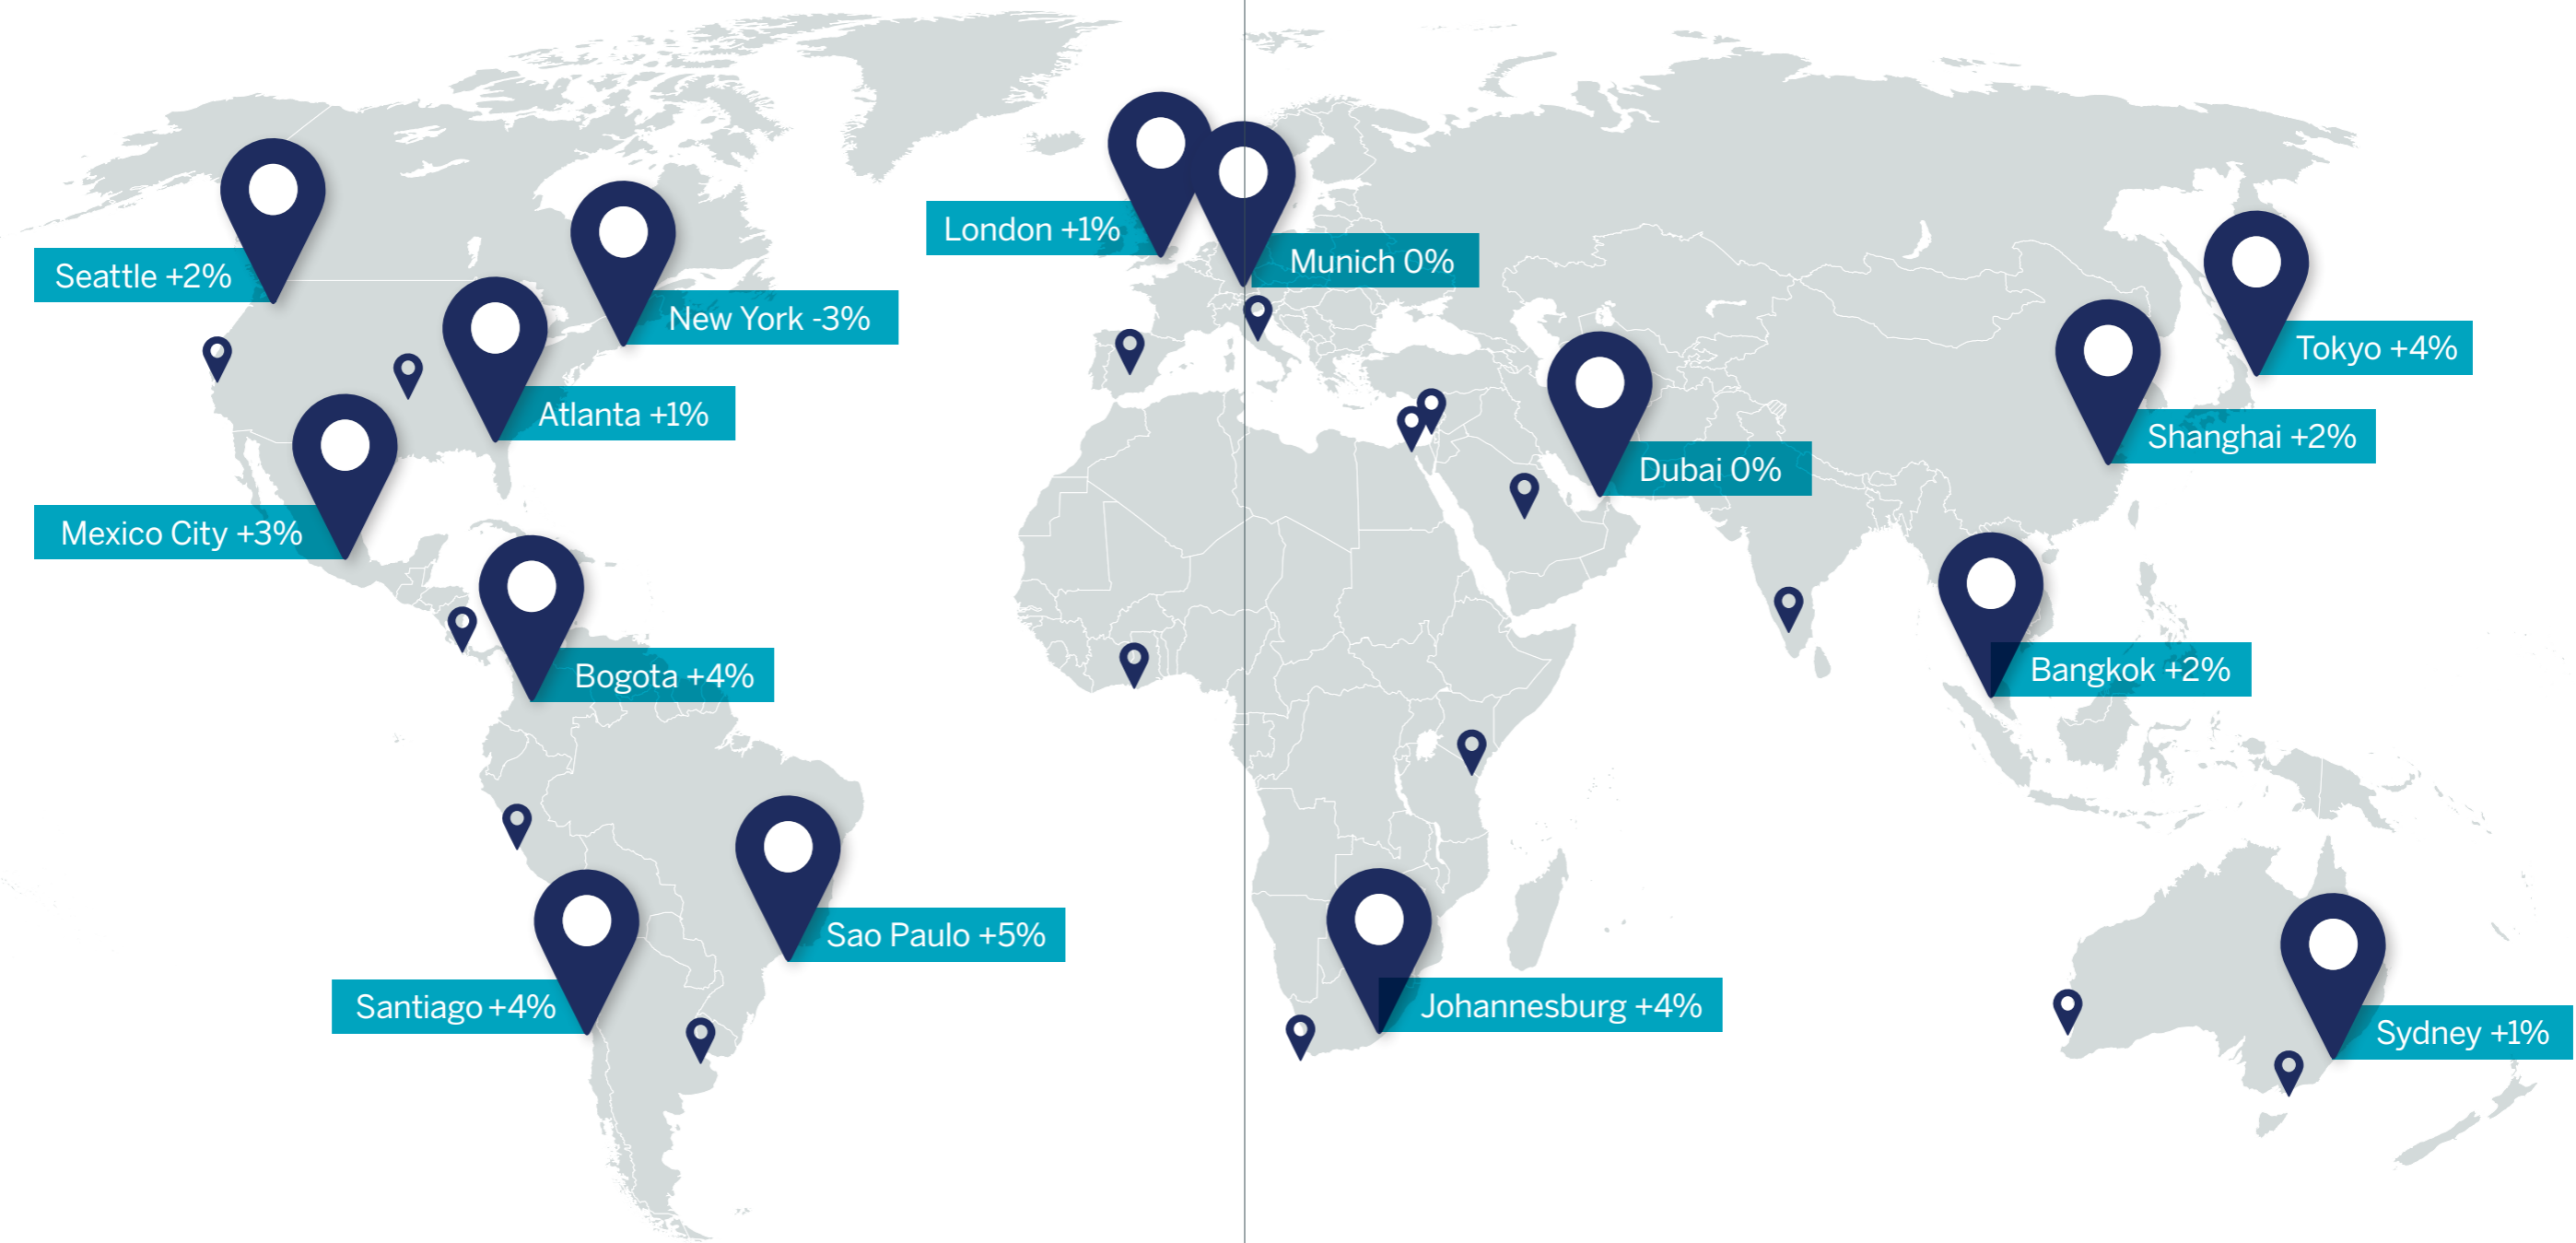 London +1%
Munich 0%
Seattle +2%
New York -3%
Tokyo +4%
Atlanta +1%
Shanghai +2%
Dubai 0%
Mexico City +3%
Bogota +4%
Bangkok +2%
Sao Paulo +5%
Santiago +4%
Johannesburg +4%
Sydney +1%